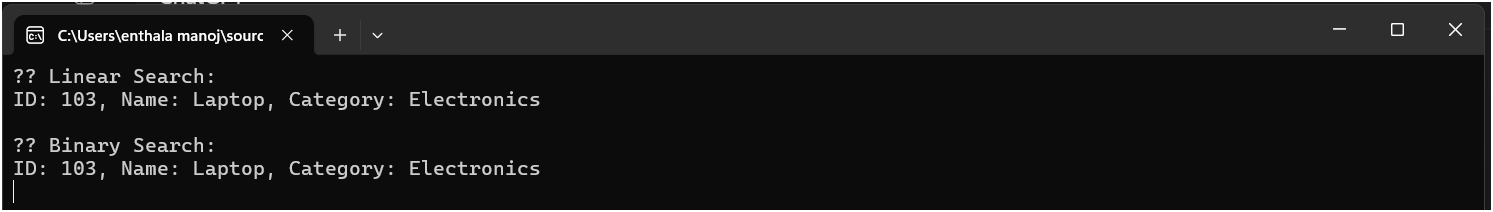 C:\Users\enthala manoj\sourc
?? Linear Search:
ID: 103, Name: Laptop, Category: Electronics
?? Binary Search:
ID: 103, Name: Laptop, Category: Electronics